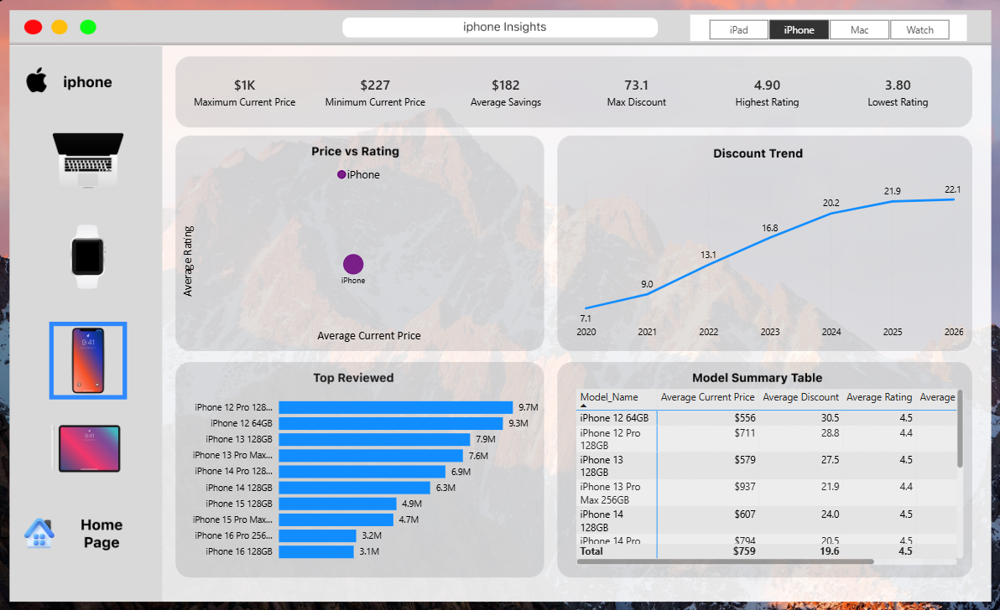 iphone Insights
iPad
iPhone
Mac
Watch
iphone
Home
Page
$1K
Maximum Current Price
$227
Minimum Current Price
$182
Average Savings
73.1
Max Discount
4.90
Highest Rating
3.80
Lowest Rating
Price vs Rating
iPhone
Average Rating
iPhone
Average Current Price
Discount Trend
7.1
9.0
13.1
16.8
20.2
21.9
22.1
2020
2021
2022
2023
2024
2025
2026
Top Reviewed
iPhone 12 Pro 128... 9.7M
iPhone 12 64GB 9.3M
iPhone 13 128GB 7.9M
iPhone 13 Pro Max... 7.6M
iPhone 14 Pro 128... 6.9M
iPhone 14 128GB 6.3M
iPhone 15 128GB 4.9M
iPhone 15 Pro Max... 4.7M
iPhone 16 Pro 256... 3.2M
iPhone 16 128GB 3.1M
Model Summary Table
Model_Name Average Current Price Average Discount Average Rating Average
iPhone 12 64GB $556 30.5 4.5
iPhone 12 Pro $711 28.8 4.4
128GB
iPhone 13 $579 27.5 4.5
128GB
iPhone 13 Pro $937 21.9 4.4
Max 256GB
iPhone 14 $607 24.0 4.5
128GB
iPhone 14 Pro $794 20.5 4.5
Total $759 19.6 4.5